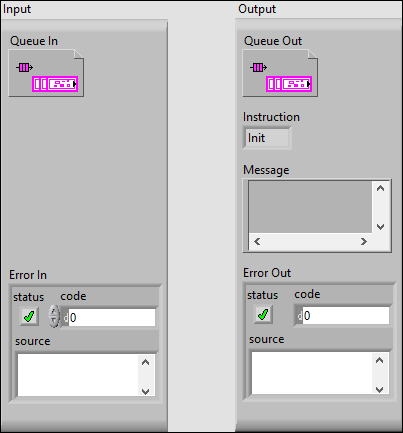 Input
Queue In
Error In
status
code
d
0
source
Output
Queue Out
Instruction
Init
Message
Error Out
status
code
d
0
source